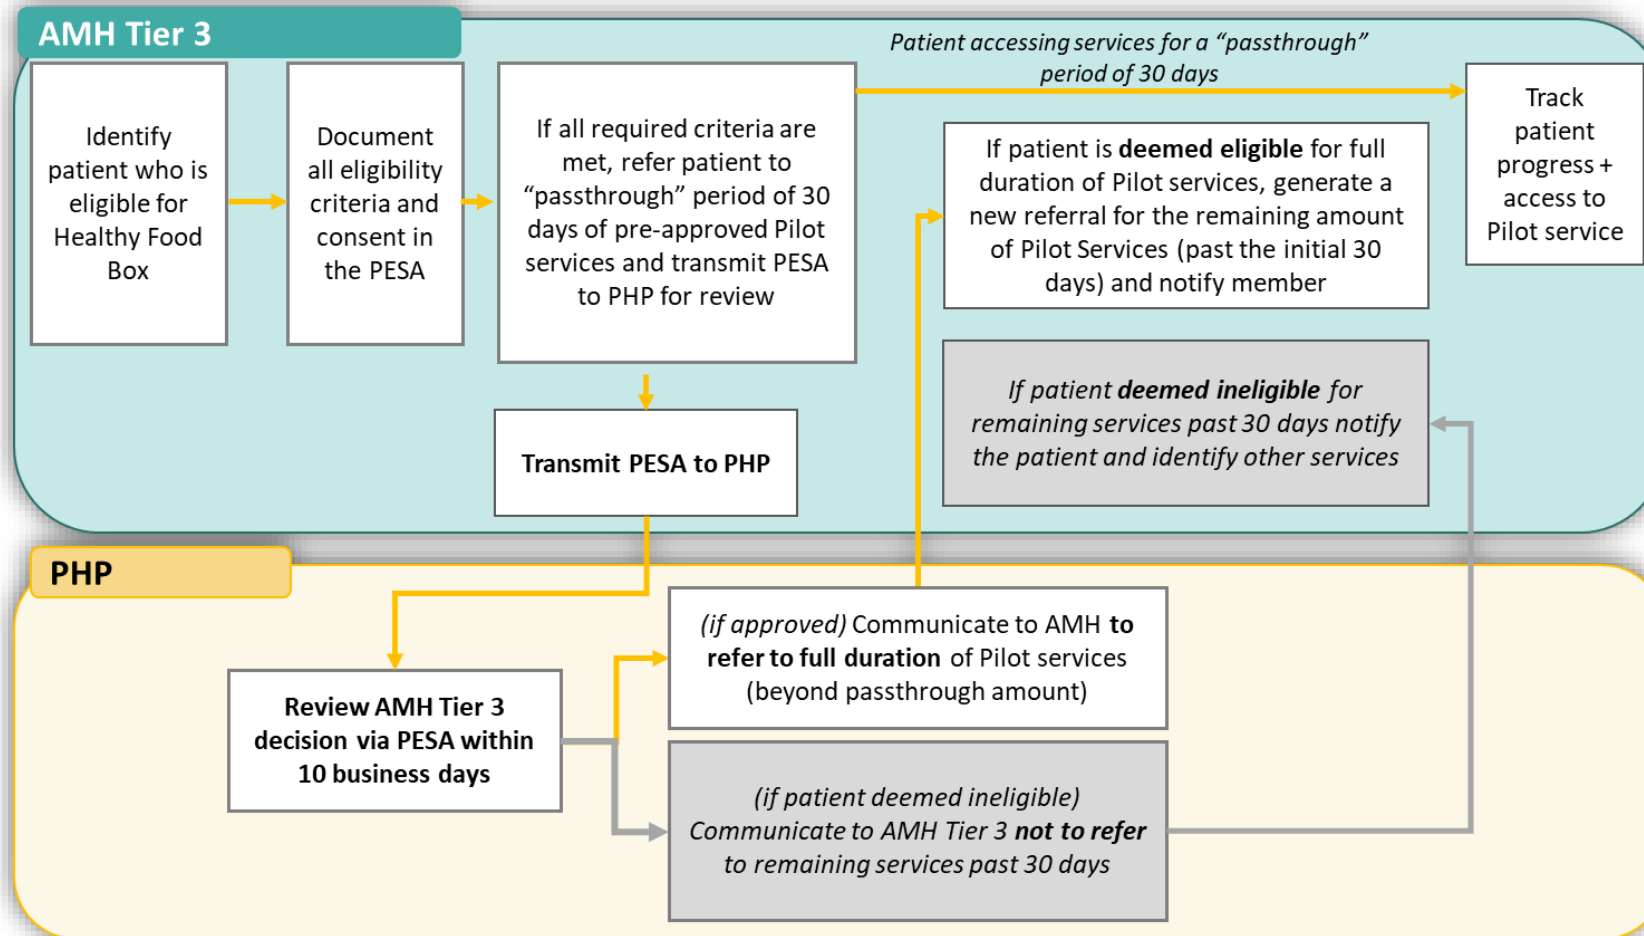 AMH Tier 3
Identify
patient who is
eligible for
Healthy Food
Box
Document
all eligibility
criteria and
consent in
the PESA
If all required criteria are
met, refer patient to
“passthrough” period of 30
days of pre-approved Pilot
services and transmit PESA
to PHP for review
Patient accessing services for a “passthrough”
period of 30 days
Track
patient
progress +
access to
Pilot service
If patient is deemed eligible for full
duration of Pilot services, generate a
new referral for the remaining amount
of Pilot Services (past the initial 30
days) and notify member
If patient deemed ineligible for
remaining services past 30 days notify
the patient and identify other services
Transmit PESA to PHP
PHP
Review AMH Tier 3
decision via PESA within
10 business days
(if approved) Communicate to AMH to
refer to full duration of Pilot services
(beyond passthrough amount)
(if patient deemed ineligible)
Communicate to AMH Tier 3 not to refer
to remaining services past 30 days